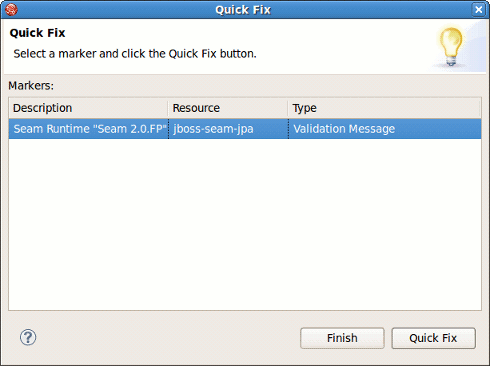 Quick Fix
Quick Fix
Select a marker and click the Quick Fix button.
Markers:
Description Resource Type
Seam Runtime "Seam 2.0.FP" jboss-seam-jpa Validation Message
? Finish Quick Fix